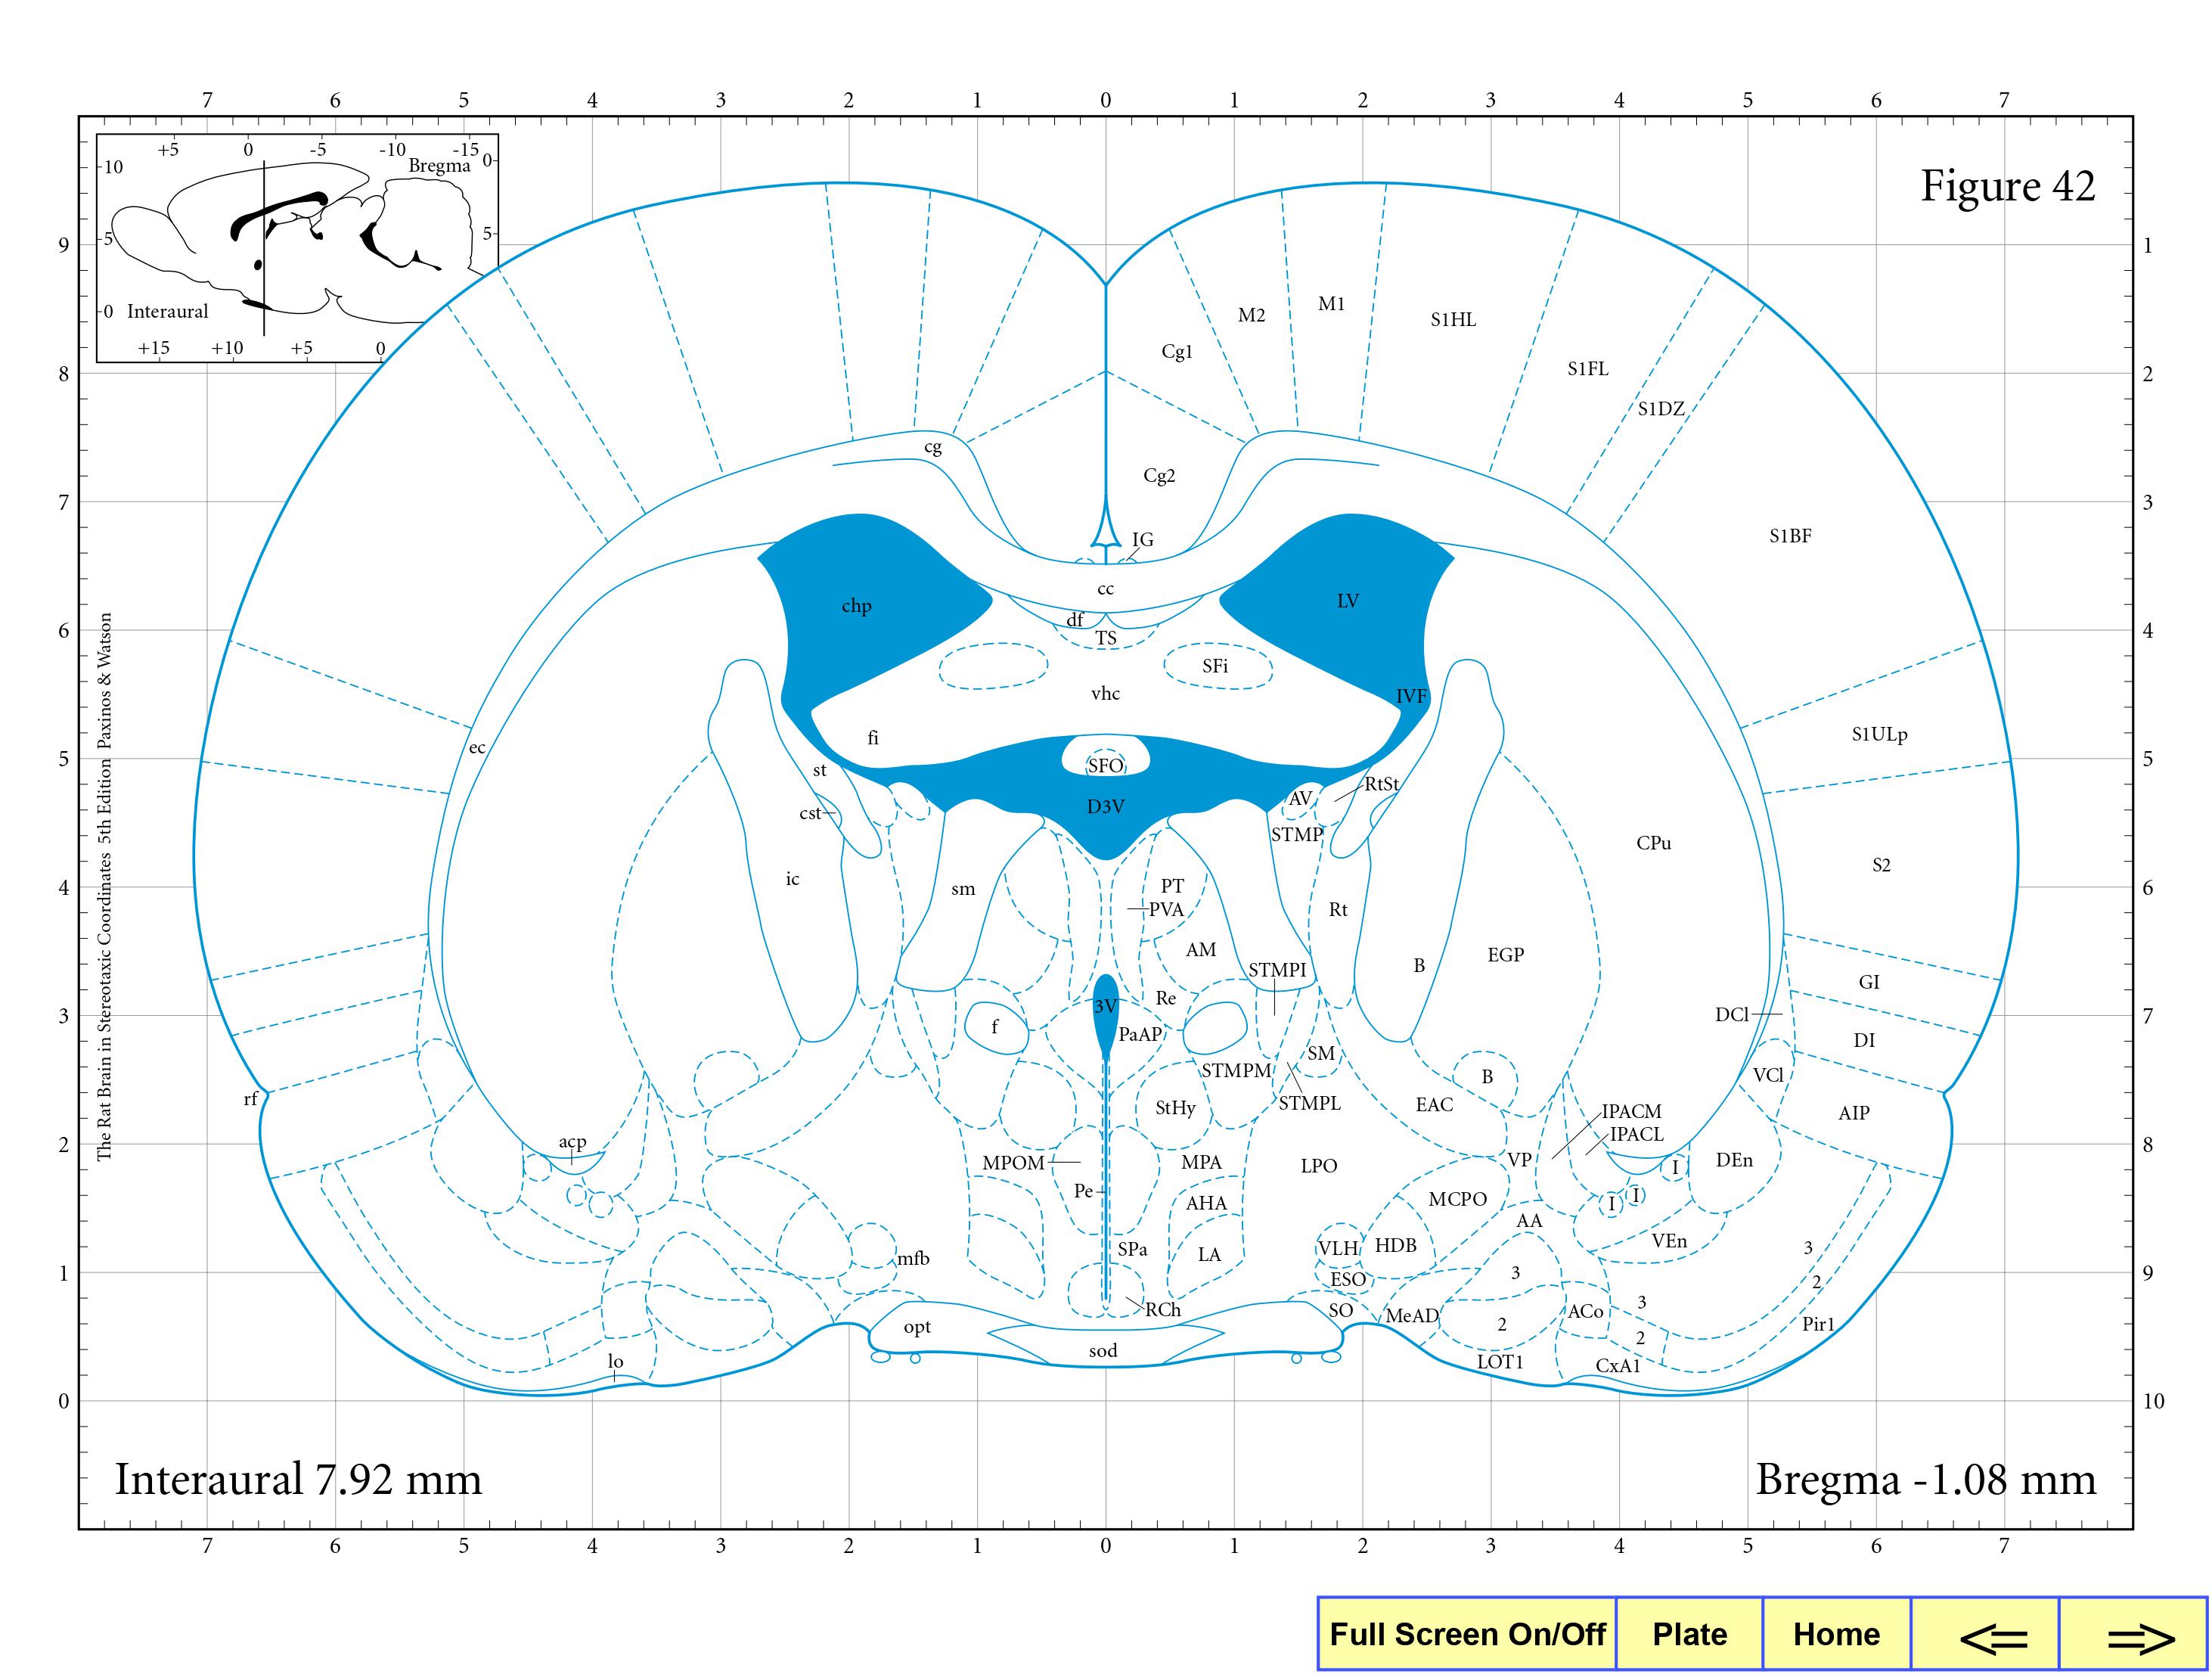 7 6 5 4 3 2 1 0 1 2 3 4 5 6 7
+5 0 -5 -10 -15
Bregma 0
10
5 5
0 Interaural
+15 +10 +5 0
Figure 42
9 1
8 2
7 3
6 4
5 5
4 6
3 7
2 8
1 9
0 10
The Rat Brain in Stereotaxic Coordinates 5th Edition Paxinos & Watson
M2 M1 S1HL
Cg1 S1FL
S1DZ
cg Cg2
IG S1BF
cc
chp LV
df
TS
SFi
vhc IVF
fi S1ULp
ec
SFO
st RtSt
cst D3V AV
STMP
CPu
S2
ic sm PT
PVA Rt
AM B EGP
STMPI GI
3V Re
f PaAP DCl
DI
SM
STMPM B VCl
rf StHy STMPL EAC IPACM AIP
IPACL
acp
MPOM MPA LPO VP I DEn
Pe AHA MCPO I I
AA
mfb SPa LA VLH HDB VEn 3
ESO 3 2
RCh SO MeAD ACo 3
opt 2 2 Pir1
sod
lo LOT1 CxA1
Interaural 7.92 mm
Bregma -1.08 mm
7 6 5 4 3 2 1 0 1 2 3 4 5 6 7
Full Screen On/Off Plate Home <= =>